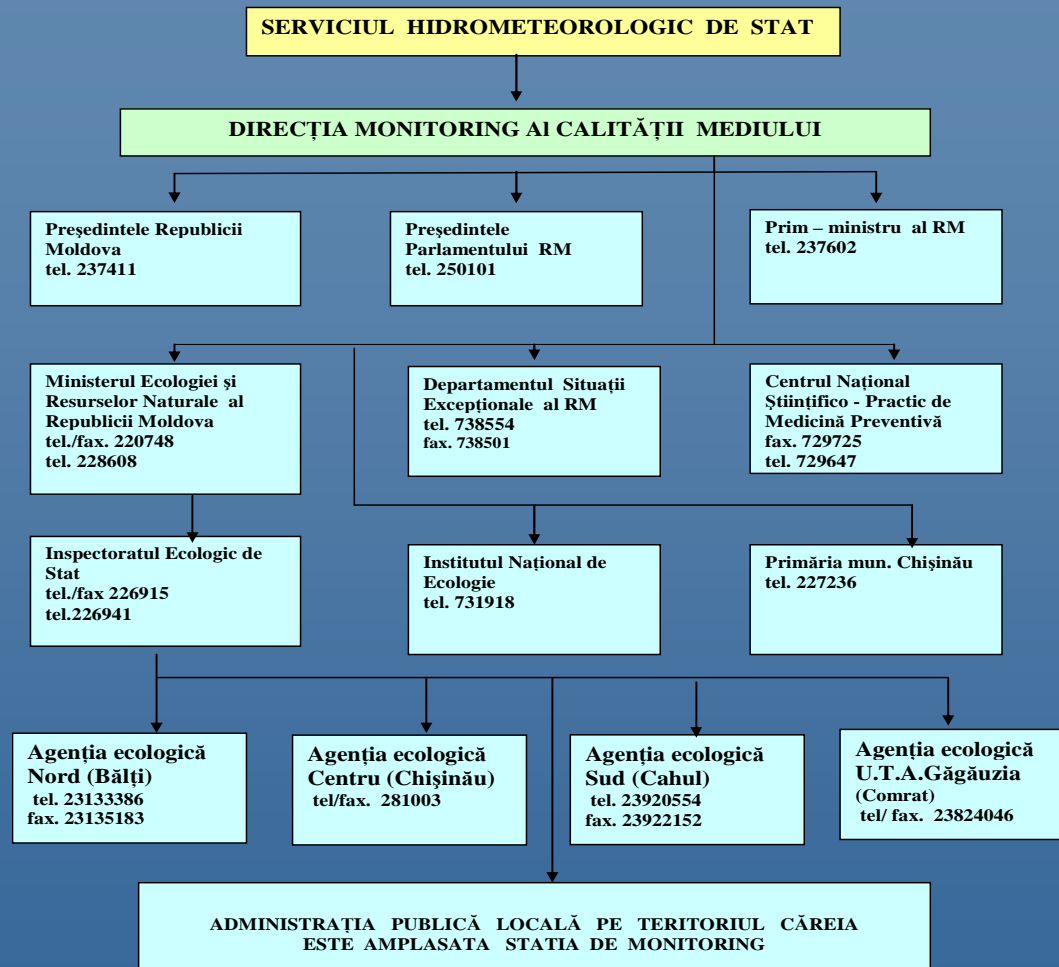 SERVICIUL HIDROMETEOROLOGIC DE STAT
DIRECȚIA MONITORING Al CALITĂȚII MEDIULUI
Preşedintele Republicii
Moldova
tel. 237411
Preşedintele
Parlamentului RM
tel. 250101
Prim – ministru al RM
tel. 237602
Ministerul Ecologiei şi
Resurselor Naturale al
Republicii Moldova
tel./fax. 220748
tel. 228608
Departamentul Situații
Excepționale al RM
tel. 738554
fax. 738501
Centrul Național
Ştiințifico - Practic de
Medicină Preventivă
fax. 729725
tel. 729647
Inspectoratul Ecologic de
Stat
tel./fax 226915
tel.226941
Institutul Național de
Ecologie
tel. 731918
Primăria mun. Chişinău
tel. 227236
Agenția ecologică
Nord (Bălți)
tel. 23133386
fax. 23135183
Agenția ecologică
Centru (Chişinău)
tel/fax. 281003
Agenția ecologică
Sud (Cahul)
tel. 23920554
fax. 23922152
Agenția ecologică
U.T.A.Găgăuzia
(Comrat)
tel/ fax. 23824046
ADMINISTRAȚIA PUBLICĂ LOCALĂ PE TERITORIUL CĂREIA
ESTE AMPLASATA STATIA DE MONITORING